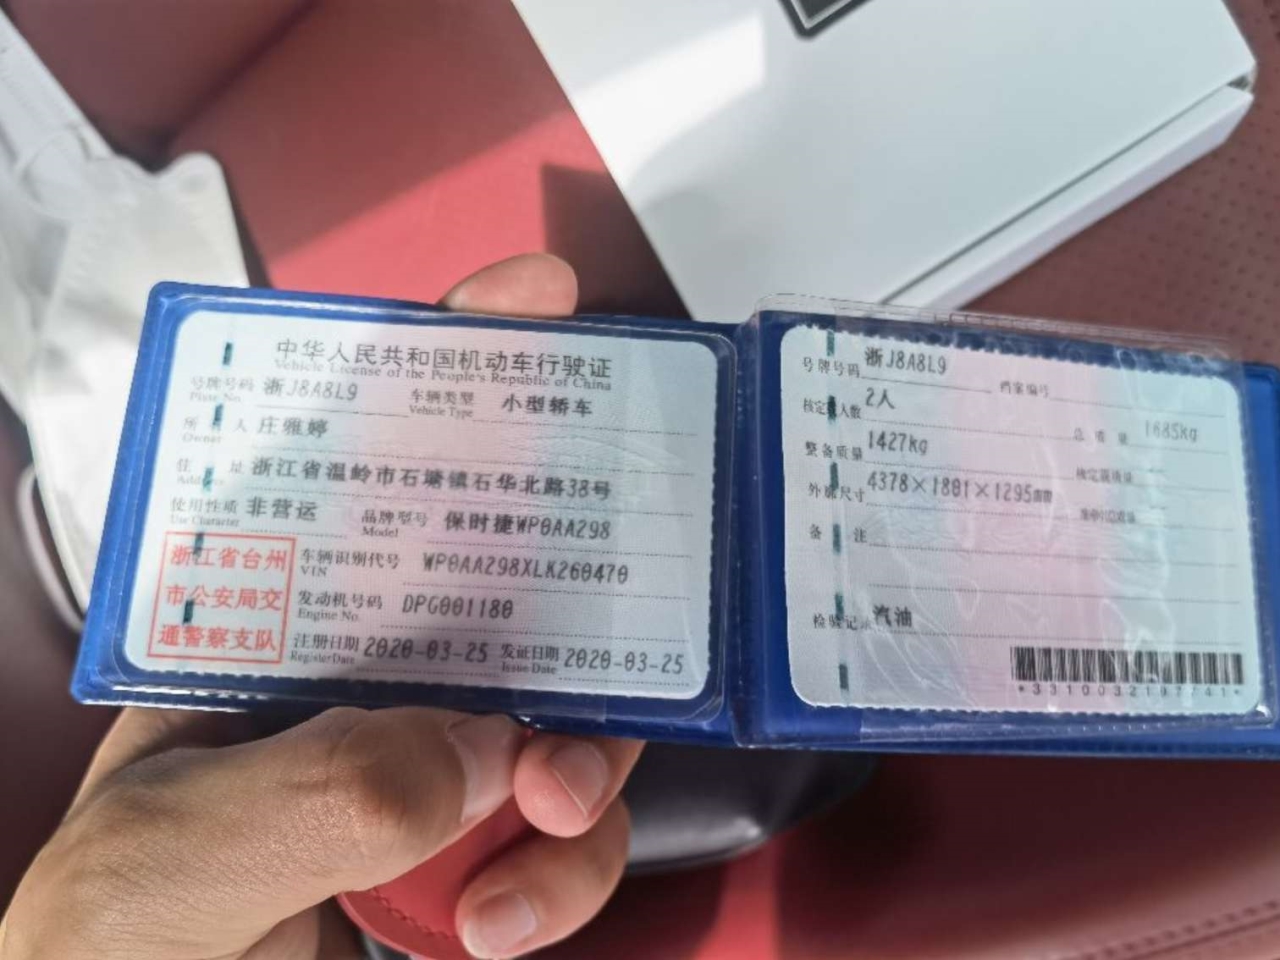 中华人民共和国机动车行驶证
Vehicle License of the People's Republic of China
号牌号码 浙J8A8L9 车辆类型 小型轿车
Plate No. Vehicle Type
所 人 庄雅婷
Owner
住 址 浙江省温岭市石塘镇石华北路38号
Address
使用性质 非营运 品牌型号 保时捷WP0AA298
Use Character Model
浙江省台州
市公安局交
通警察支队
车辆识别代号 WP0AA298XLK260470
VIN
发动机号码 DPG001180
Engine No.
注册日期 2020-03-25 发证日期 2020-03-25
Register Date Issue Date
号牌号码 浙J8A8L9 档案编号
核定载人数 2人 总 质 量 1685kg
整备质量 1427kg 核定载质量
外廓尺寸 4378×1801×1295mm
备 注
检验记录 汽油